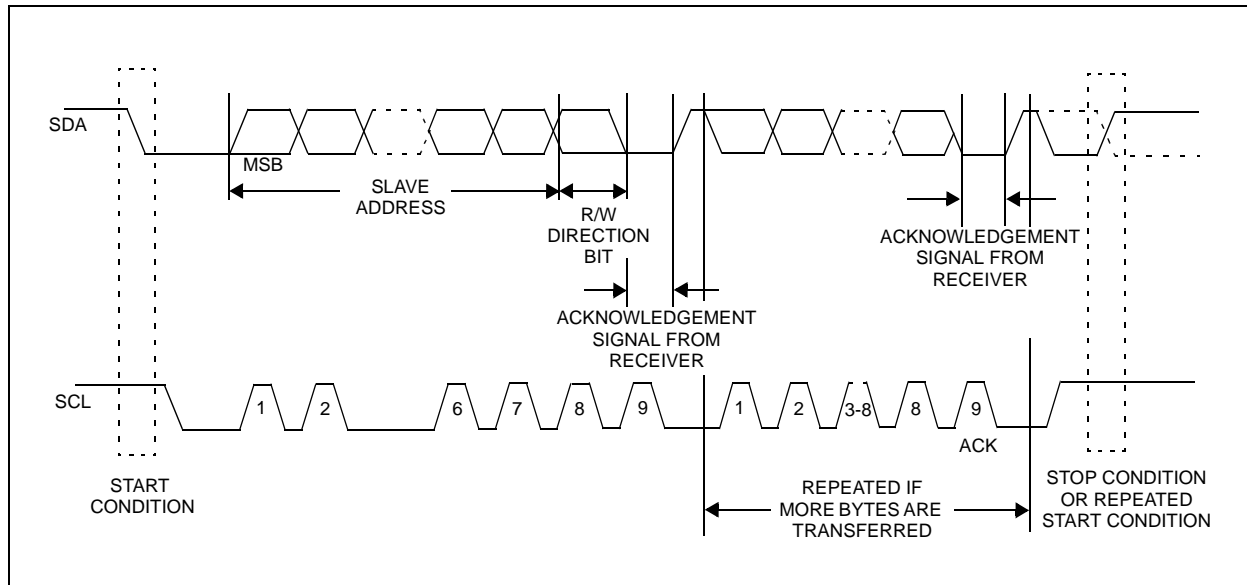 SDA
MSB
SLAVE
ADDRESS
R/W
DIRECTION
BIT
ACKNOWLEDGEMENT
SIGNAL FROM
RECEIVER
ACKNOWLEDGEMENT
SIGNAL FROM
RECEIVER
SCL
1 2 6 7 8 9 1 2 3-8 8 9
ACK
START
CONDITION
REPEATED IF
MORE BYTES ARE
TRANSFERRED
STOP CONDITION
OR REPEATED
START CONDITION